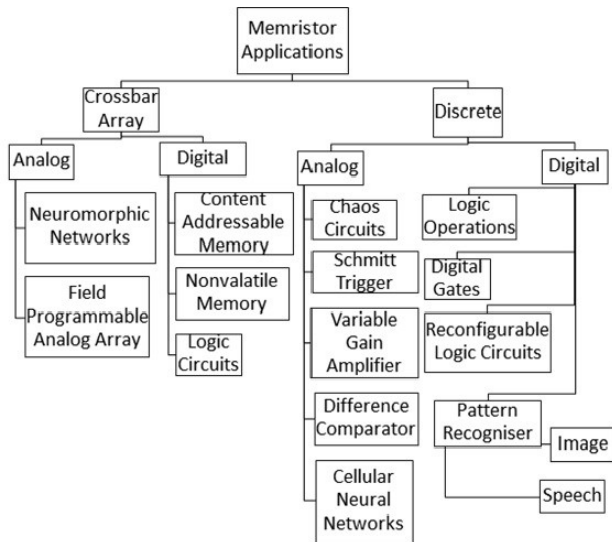 Memristor
Applications
Crossbar
Array
Discrete
Analog
Digital
Analog
Digital
Neuromorphic
Networks
Field
Programmable
Analog Array
Content
Addressable
Memory
Nonvalatile
Memory
Logic
Circuits
Chaos
Circuits
Schmitt
Trigger
Variable
Gain
Amplifier
Difference
Comparator
Cellular
Neural
Networks
Logic
Operations
Digital
Gates
Reconfigurable
Logic Circuits
Pattern
Recogniser
Image
Speech